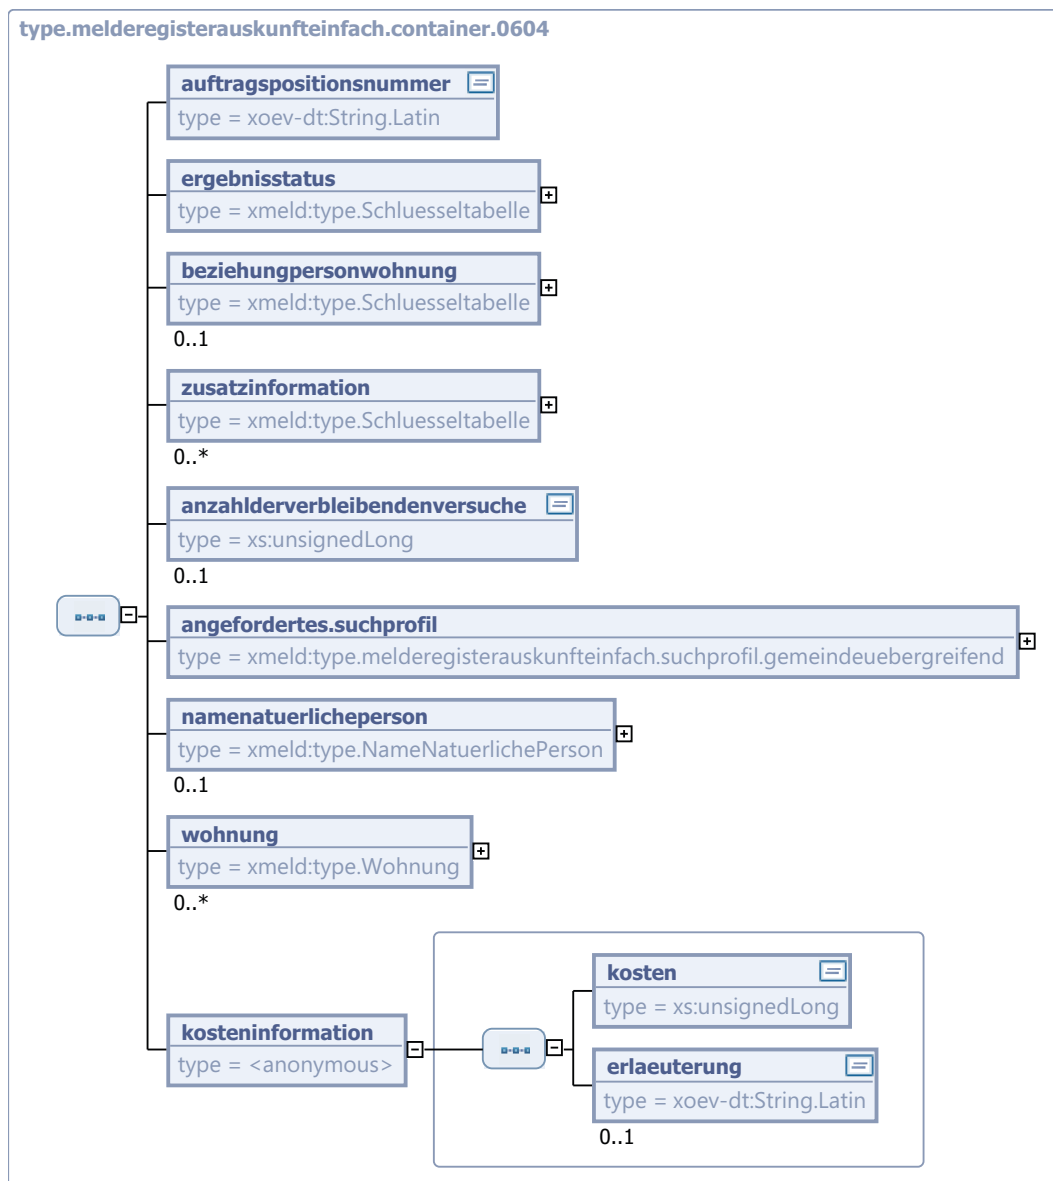 type.melderegisterauskunfteinfach.container.0604
auftragspositionsnummer
type = xoev-dt:String.Latin
ergebnisstatus
type = xmeld:type.Schluesseltabelle
beziehungpersonwohnung
type = xmeld:type.Schluesseltabelle
0..1
zusatzinformation
type = xmeld:type.Schluesseltabelle
0..*
anzahlderverbleibendenversuche
type = xs:unsignedLong
0..1
angefordertes.suchprofil
type = xmeld:type.melderegisterauskunfteinfach.suchprofil.gemeindeuebergreifend
namenatuerlicheperson
type = xmeld:type.NameNatuerlichePerson
0..1
wohnung
type = xmeld:type.Wohnung
0..*
kosteninformation
type = <anonymous>
kosten
type = xs:unsignedLong
erlaeuterung
type = xoev-dt:String.Latin
0..1